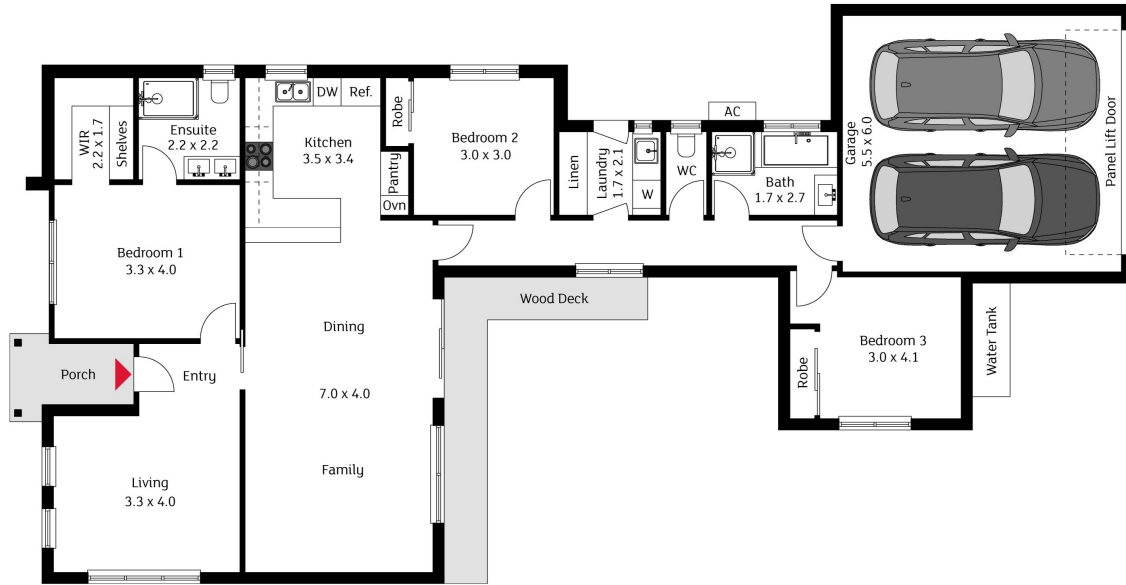 WIR
2.2 x 1.7
Shelves
Ensuite
2.2 x 2.2
DW
Ref.
Kitchen
3.5 x 3.4
Robe
Pantry
Ovn
Bedroom 2
3.0 x 3.0
Linen
Laundry
1.7 x 2.1
W
WC
AC
Bath
1.7 x 2.7
Garage
5.5 x 6.0
Panel Lift Door
Bedroom 1
3.3 x 4.0
Porch
Entry
Dining
7.0 x 4.0
Family
Living
3.3 x 4.0
Wood Deck
Robe
Bedroom 3
3.0 x 4.1
Water Tank